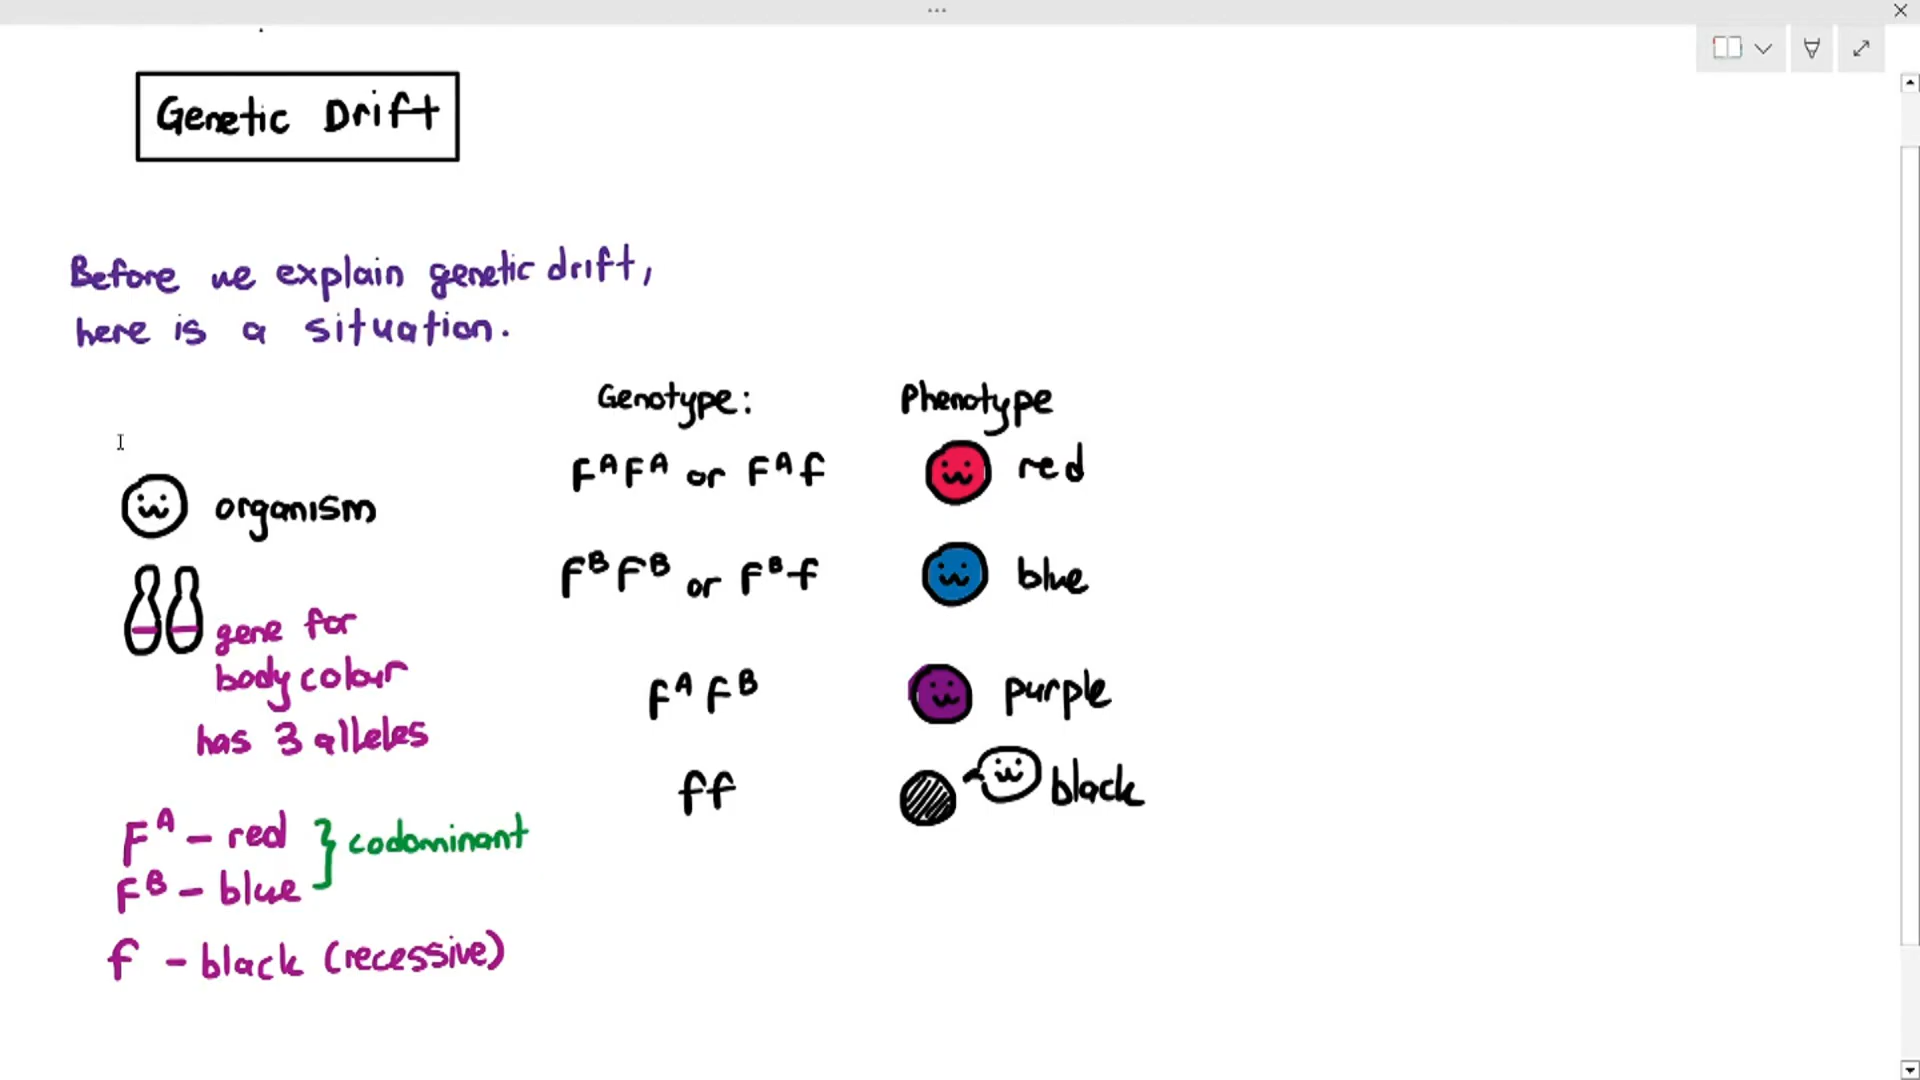 Genetic Drift
Before we explain genetic drift,
here is a situation.
Genotype: Phenotype
organism
gene for
body colour
has 3 alleles
F^A – red } codominant
F^B – blue
f – black (recessive)
F^A F^A or F^A f red
F^B F^B or F^B f blue
F^A F^B purple
ff black